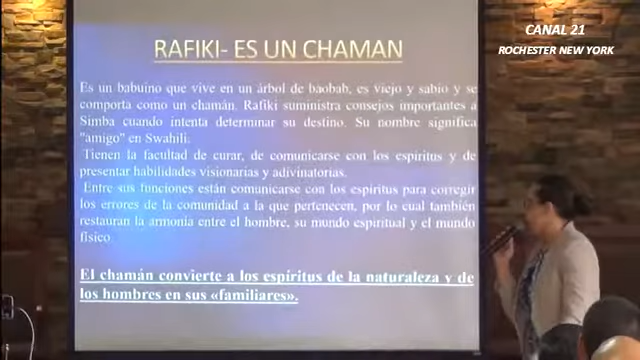 CANAL 21
ROCHESTER NEW YORK
RAFIKI- ES UN CHAMAN
Es un babuino que vive en un árbol de baobab, es viejo y sabio y se
comporta como un chamán. Rafiki suministra consejos importantes a
Simba cuando intenta determinar su destino. Su nombre significa
"amigo" en Swahili.
Tienen la facultad de curar, de comunicarse con los espíritus y de
presentar habilidades visionarias y adivinatorias.
Entre sus funciones están comunicarse con los espíritus para corregir
los errores de la comunidad a la que pertenecen, por lo cual también
restauran la armonía entre el hombre, su mundo espiritual y el mundo
físico.
El chamán convierte a los espíritus de la naturaleza y de
los hombres en sus «familiares».